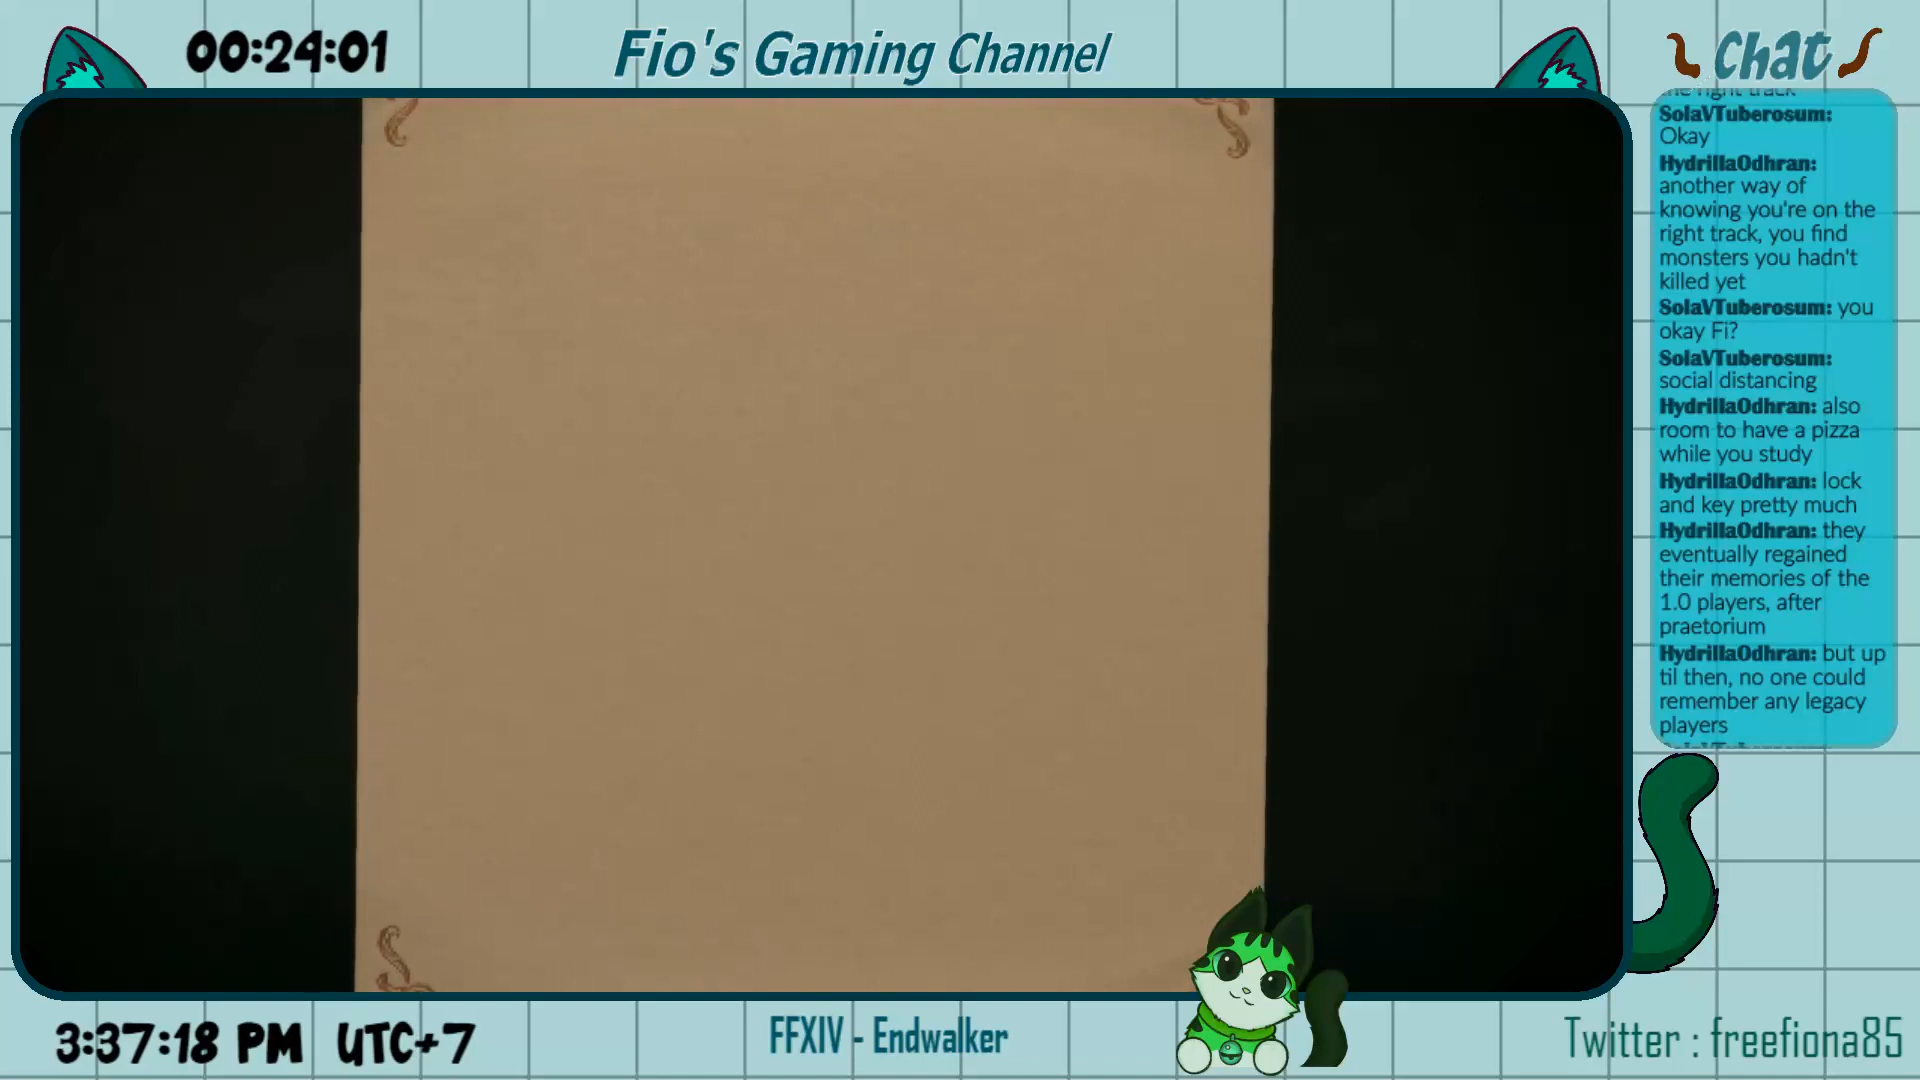 00:24:01
Fio's Gaming Channel
Chat
the right track
SolaVTuberosum:
Okay
HydrillaOdhran:
another way of
knowing you're on the
right track, you find
monsters you hadn't
killed yet
SolaVTuberosum: you
okay Fi?
SolaVTuberosum:
social distancing
HydrillaOdhran: also
room to have a pizza
while you study
HydrillaOdhran: lock
and key pretty much
HydrillaOdhran: they
eventually regained
their memories of the
1.0 players, after
praetorium
HydrillaOdhran: but up
til then, no one could
remember any legacy
players
3:37:18 PM UTC+7
FFXIV - Endwalker
Twitter : freefiona85